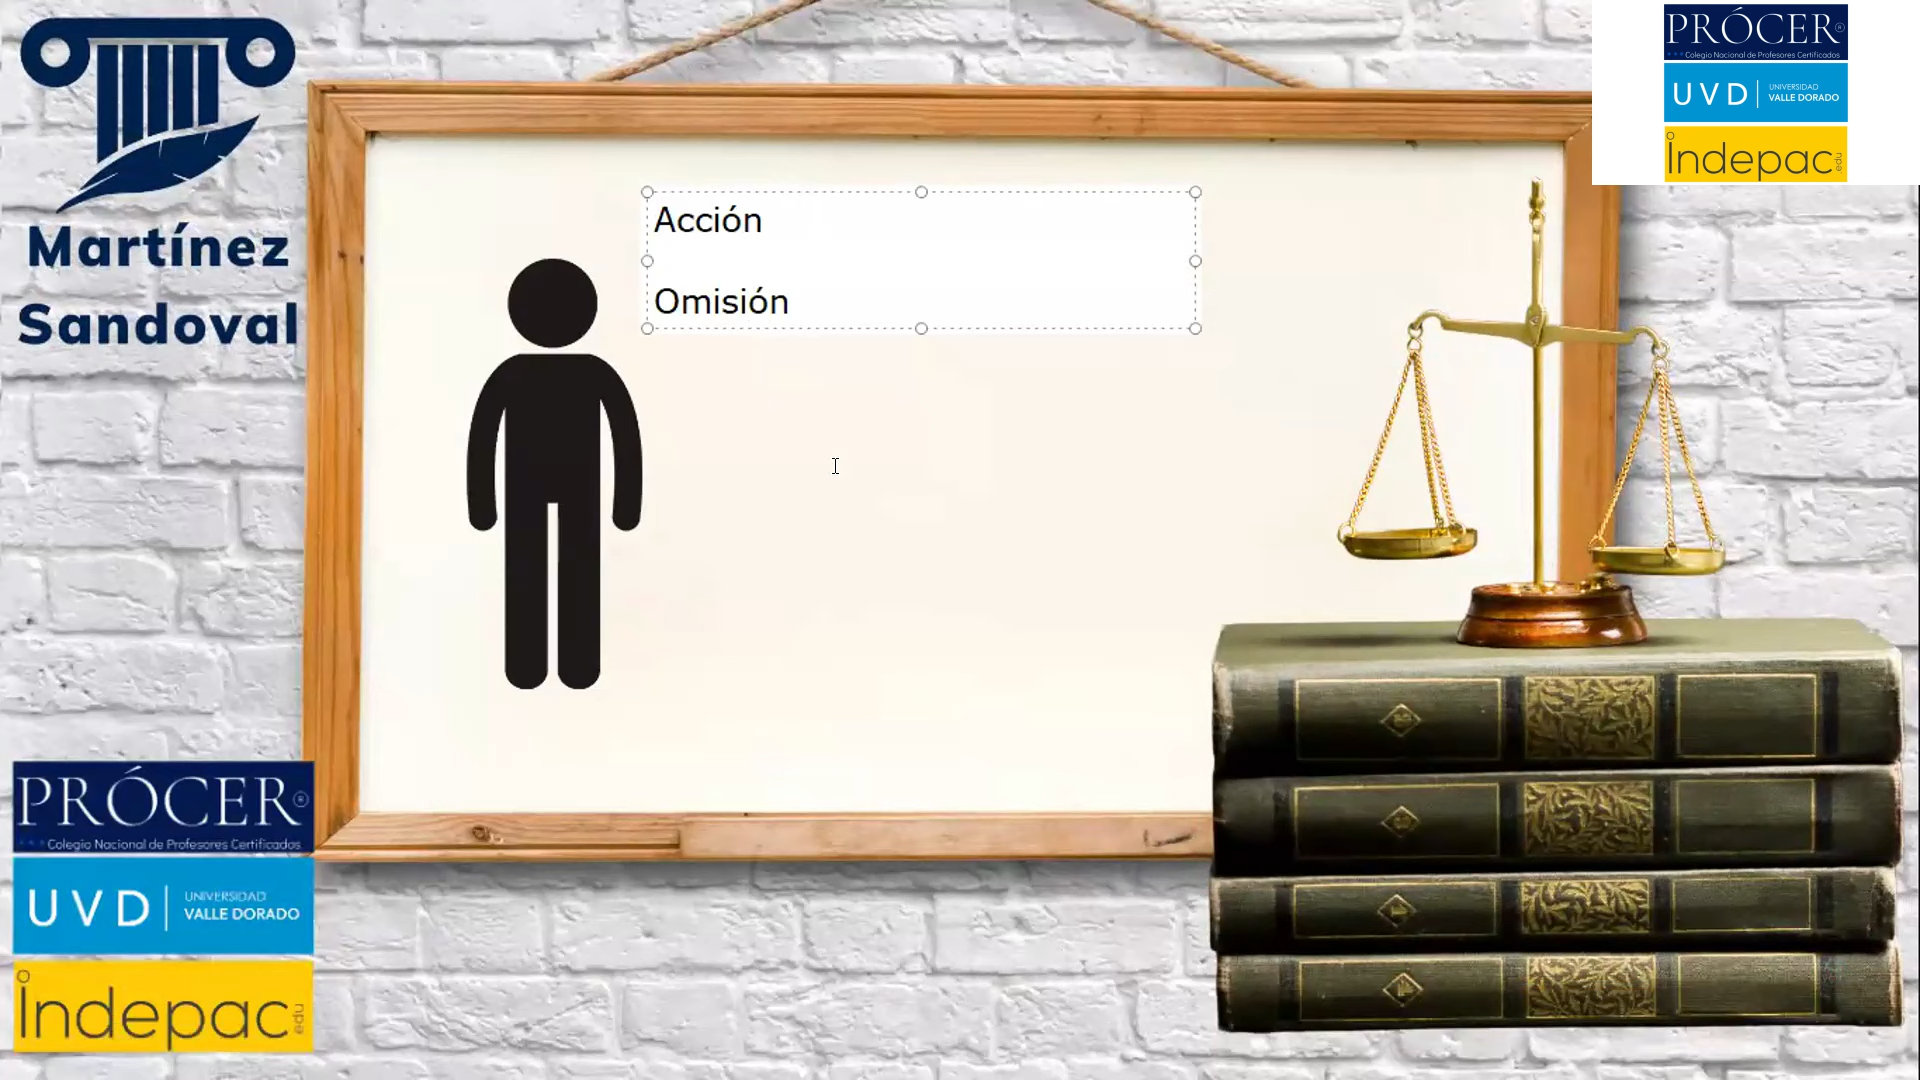 Martínez
Sandoval
Acción
Omisión
PRÓCER®
Colegio Nacional de Profesores Certificados
UVD UNIVERSIDAD
VALLE DORADO
indepac.edu
PRÓCER®
Colegio Nacional de Profesores Certificados
UVD UNIVERSIDAD
VALLE DORADO
indepac.edu